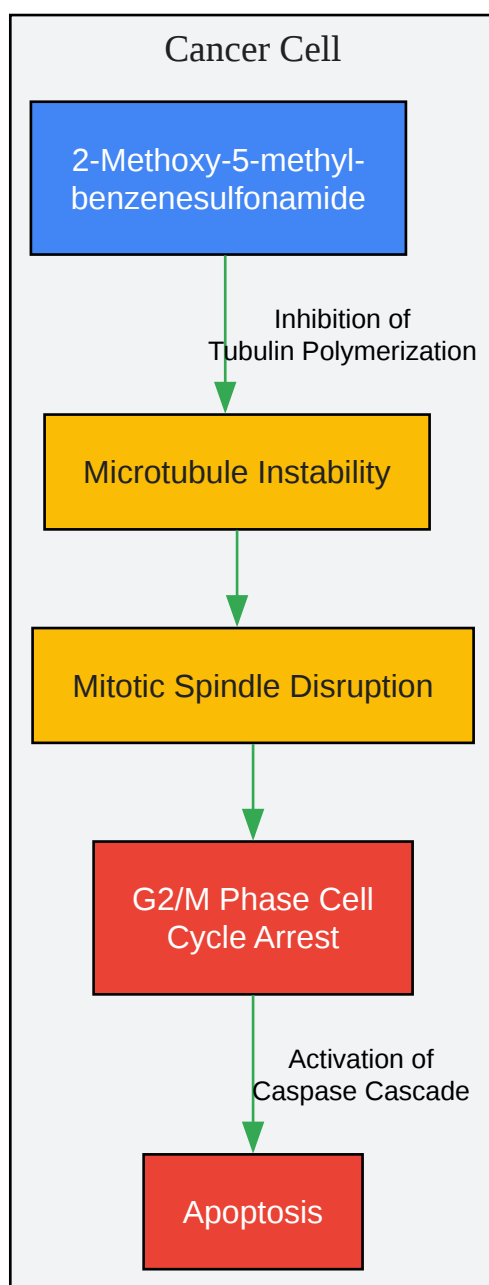 Cancer Cell
2-Methoxy-5-methyl-
benzenesulfonamide
Inhibition of
Tubulin Polymerization
Microtubule Instability
Mitotic Spindle Disruption
G2/M Phase Cell
Cycle Arrest
Activation of
Caspase Cascade
Apoptosis